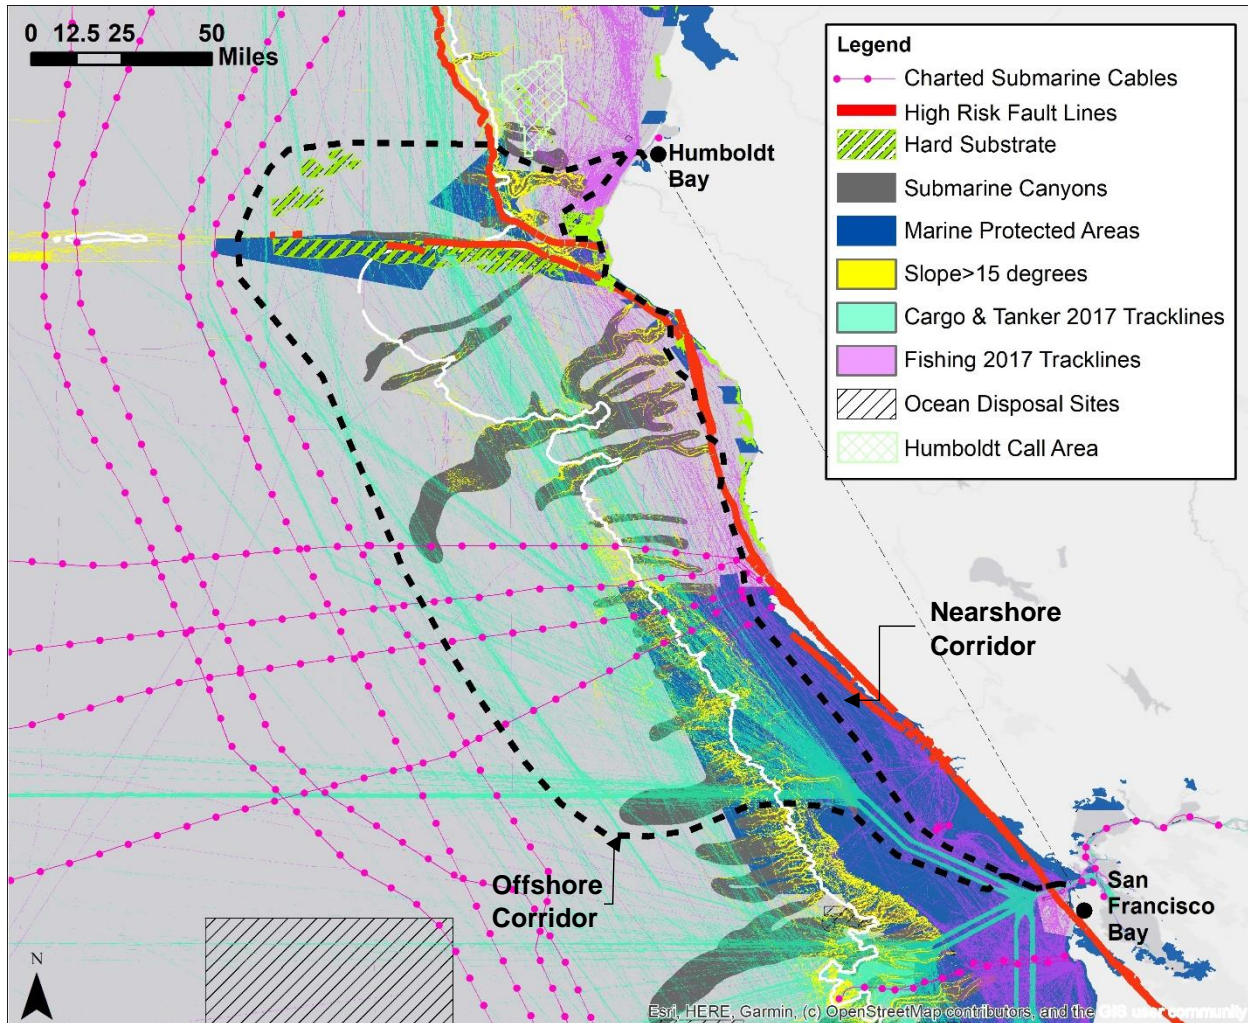 0 12.5 25 50
Miles
Legend
Charted Submarine Cables
High Risk Fault Lines
Hard Substrate
Submarine Canyons
Marine Protected Areas
Slope>15 degrees
Cargo & Tanker 2017 Tracklines
Fishing 2017 Tracklines
Ocean Disposal Sites
Humboldt Call Area
Humboldt
Bay
Nearshore
Corridor
Offshore
Corridor
San
Francisco
Bay
N
Esri, HERE, Garmin, (c) OpenStreetMap contributors, and the GIS user community